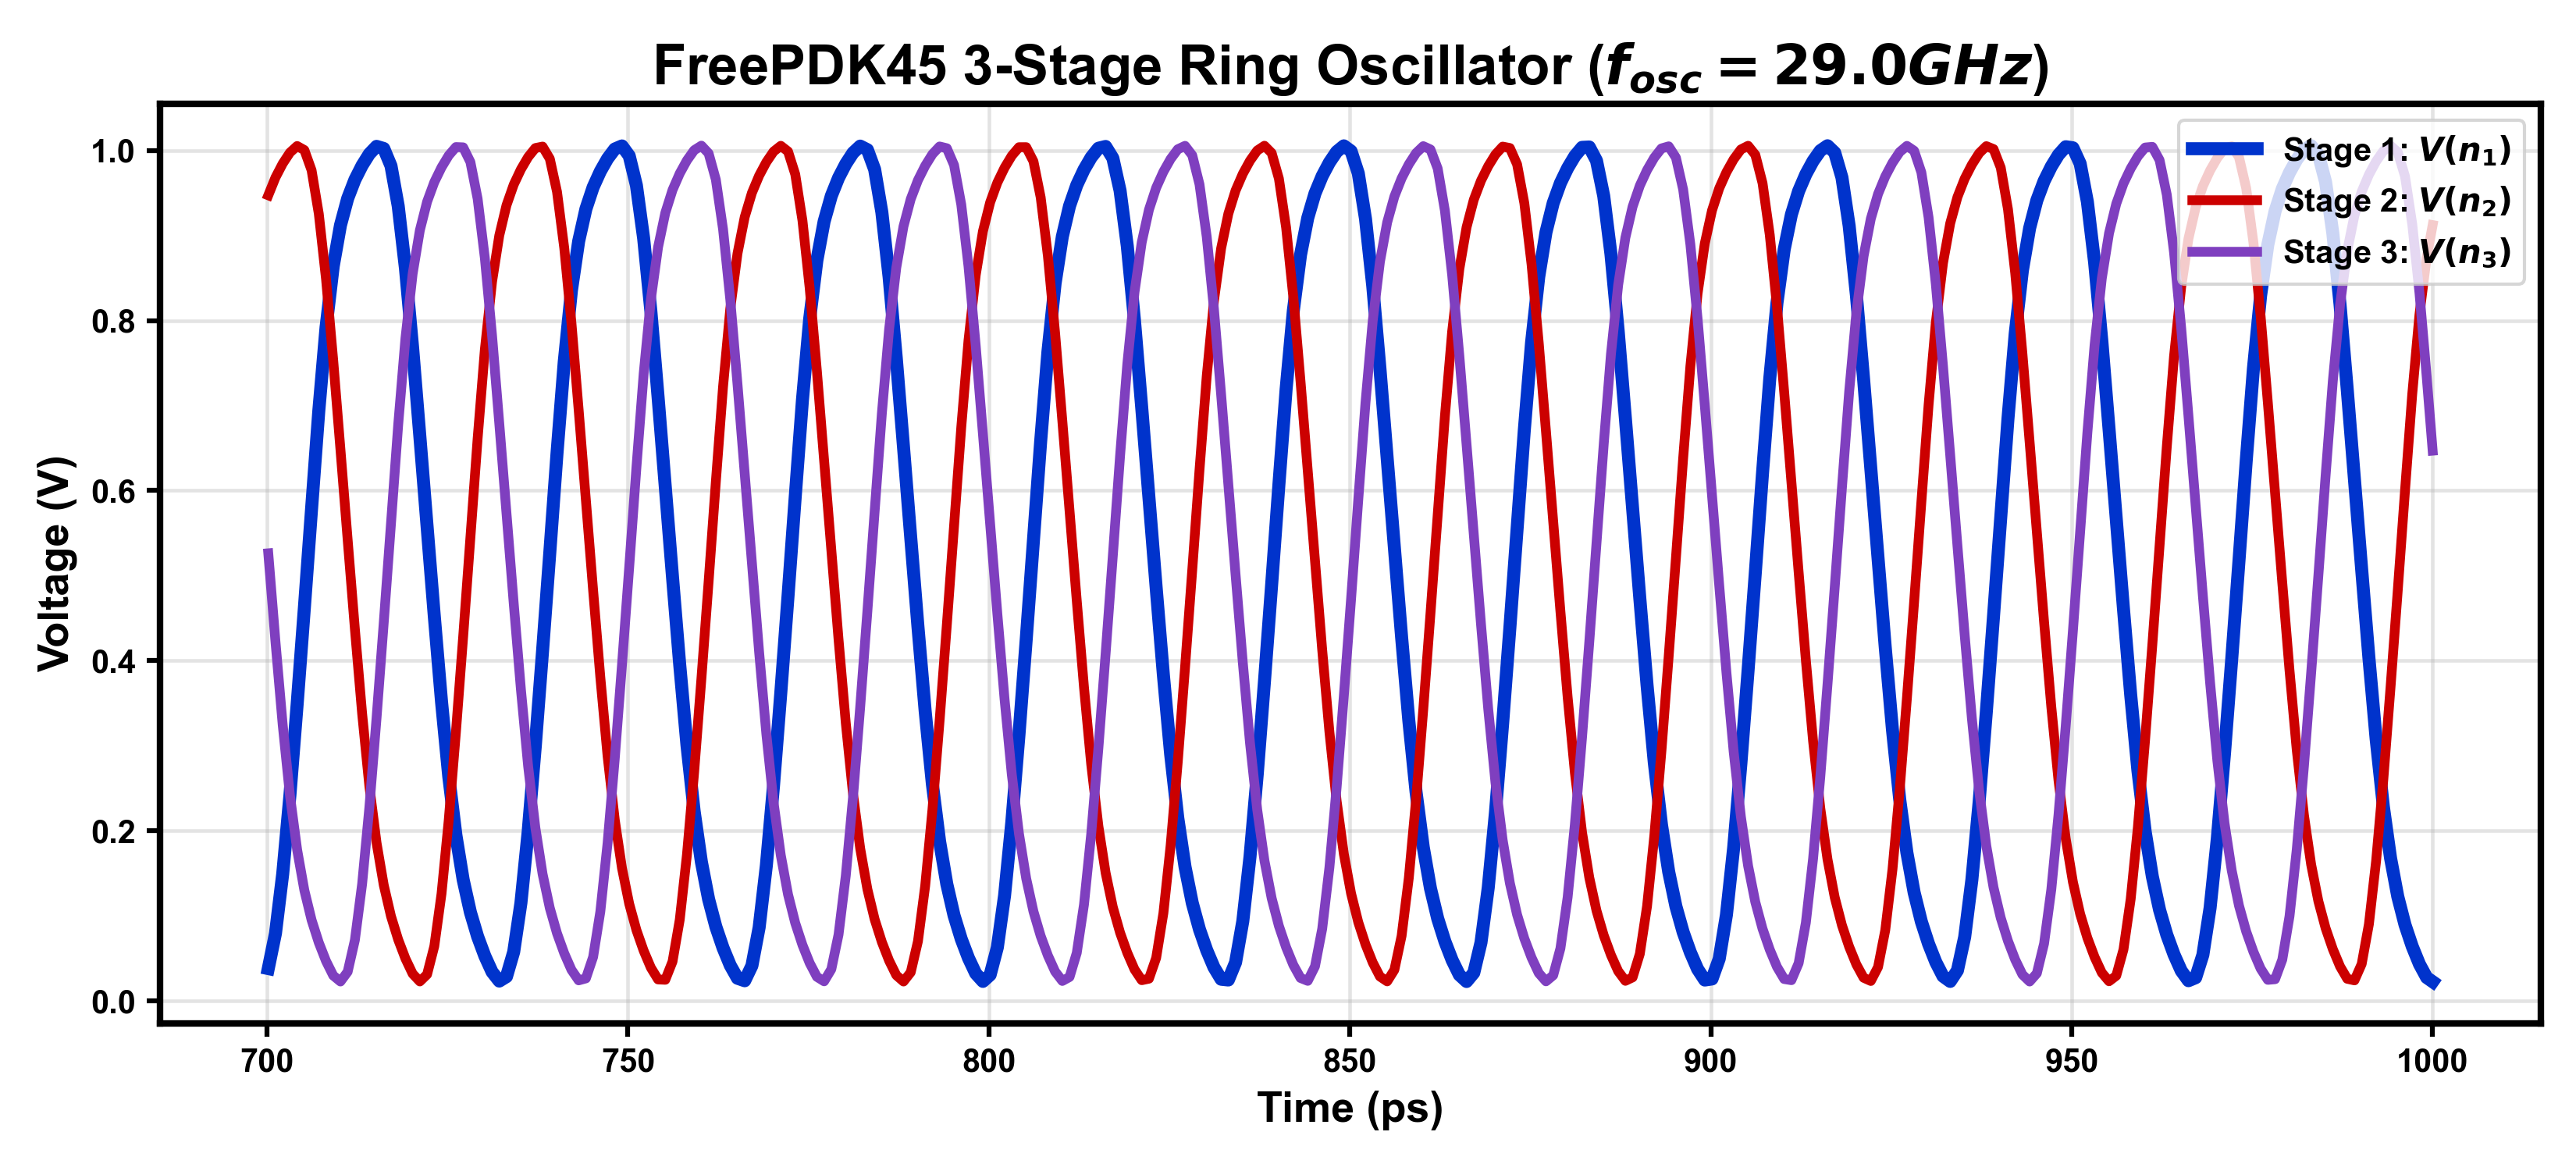 FreePDK45 3-Stage Ring Oscillator (f_osc = 29.0GHz)
Stage 1: V(n₁)
Stage 2: V(n₂)
Stage 3: V(n₃)
Voltage (V)
1.0
0.8
0.6
0.4
0.2
0.0
700 750 800 850 900 950 1000
Time (ps)